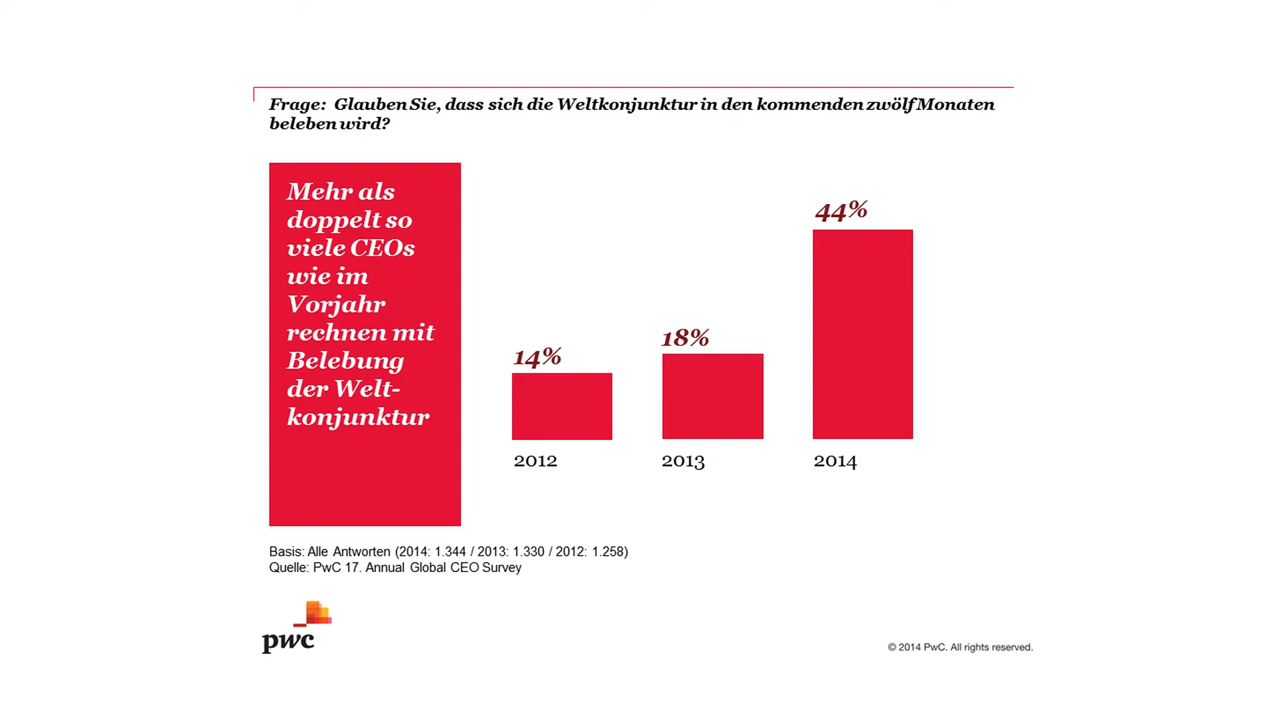 Frage: Glauben Sie, dass sich die Weltkonjunktur in den kommenden zwölf Monaten
beleben wird?
Mehr als
doppelt so
viele CEOs
wie im
Vorjahr
rechnen mit
Belebung
der Welt-
konjunktur
14%
18%
44%
2012
2013
2014
Basis: Alle Antworten (2014: 1.344 / 2013: 1.330 / 2012: 1.258)
Quelle: PwC 17. Annual Global CEO Survey
pwc
© 2014 PwC. All rights reserved.